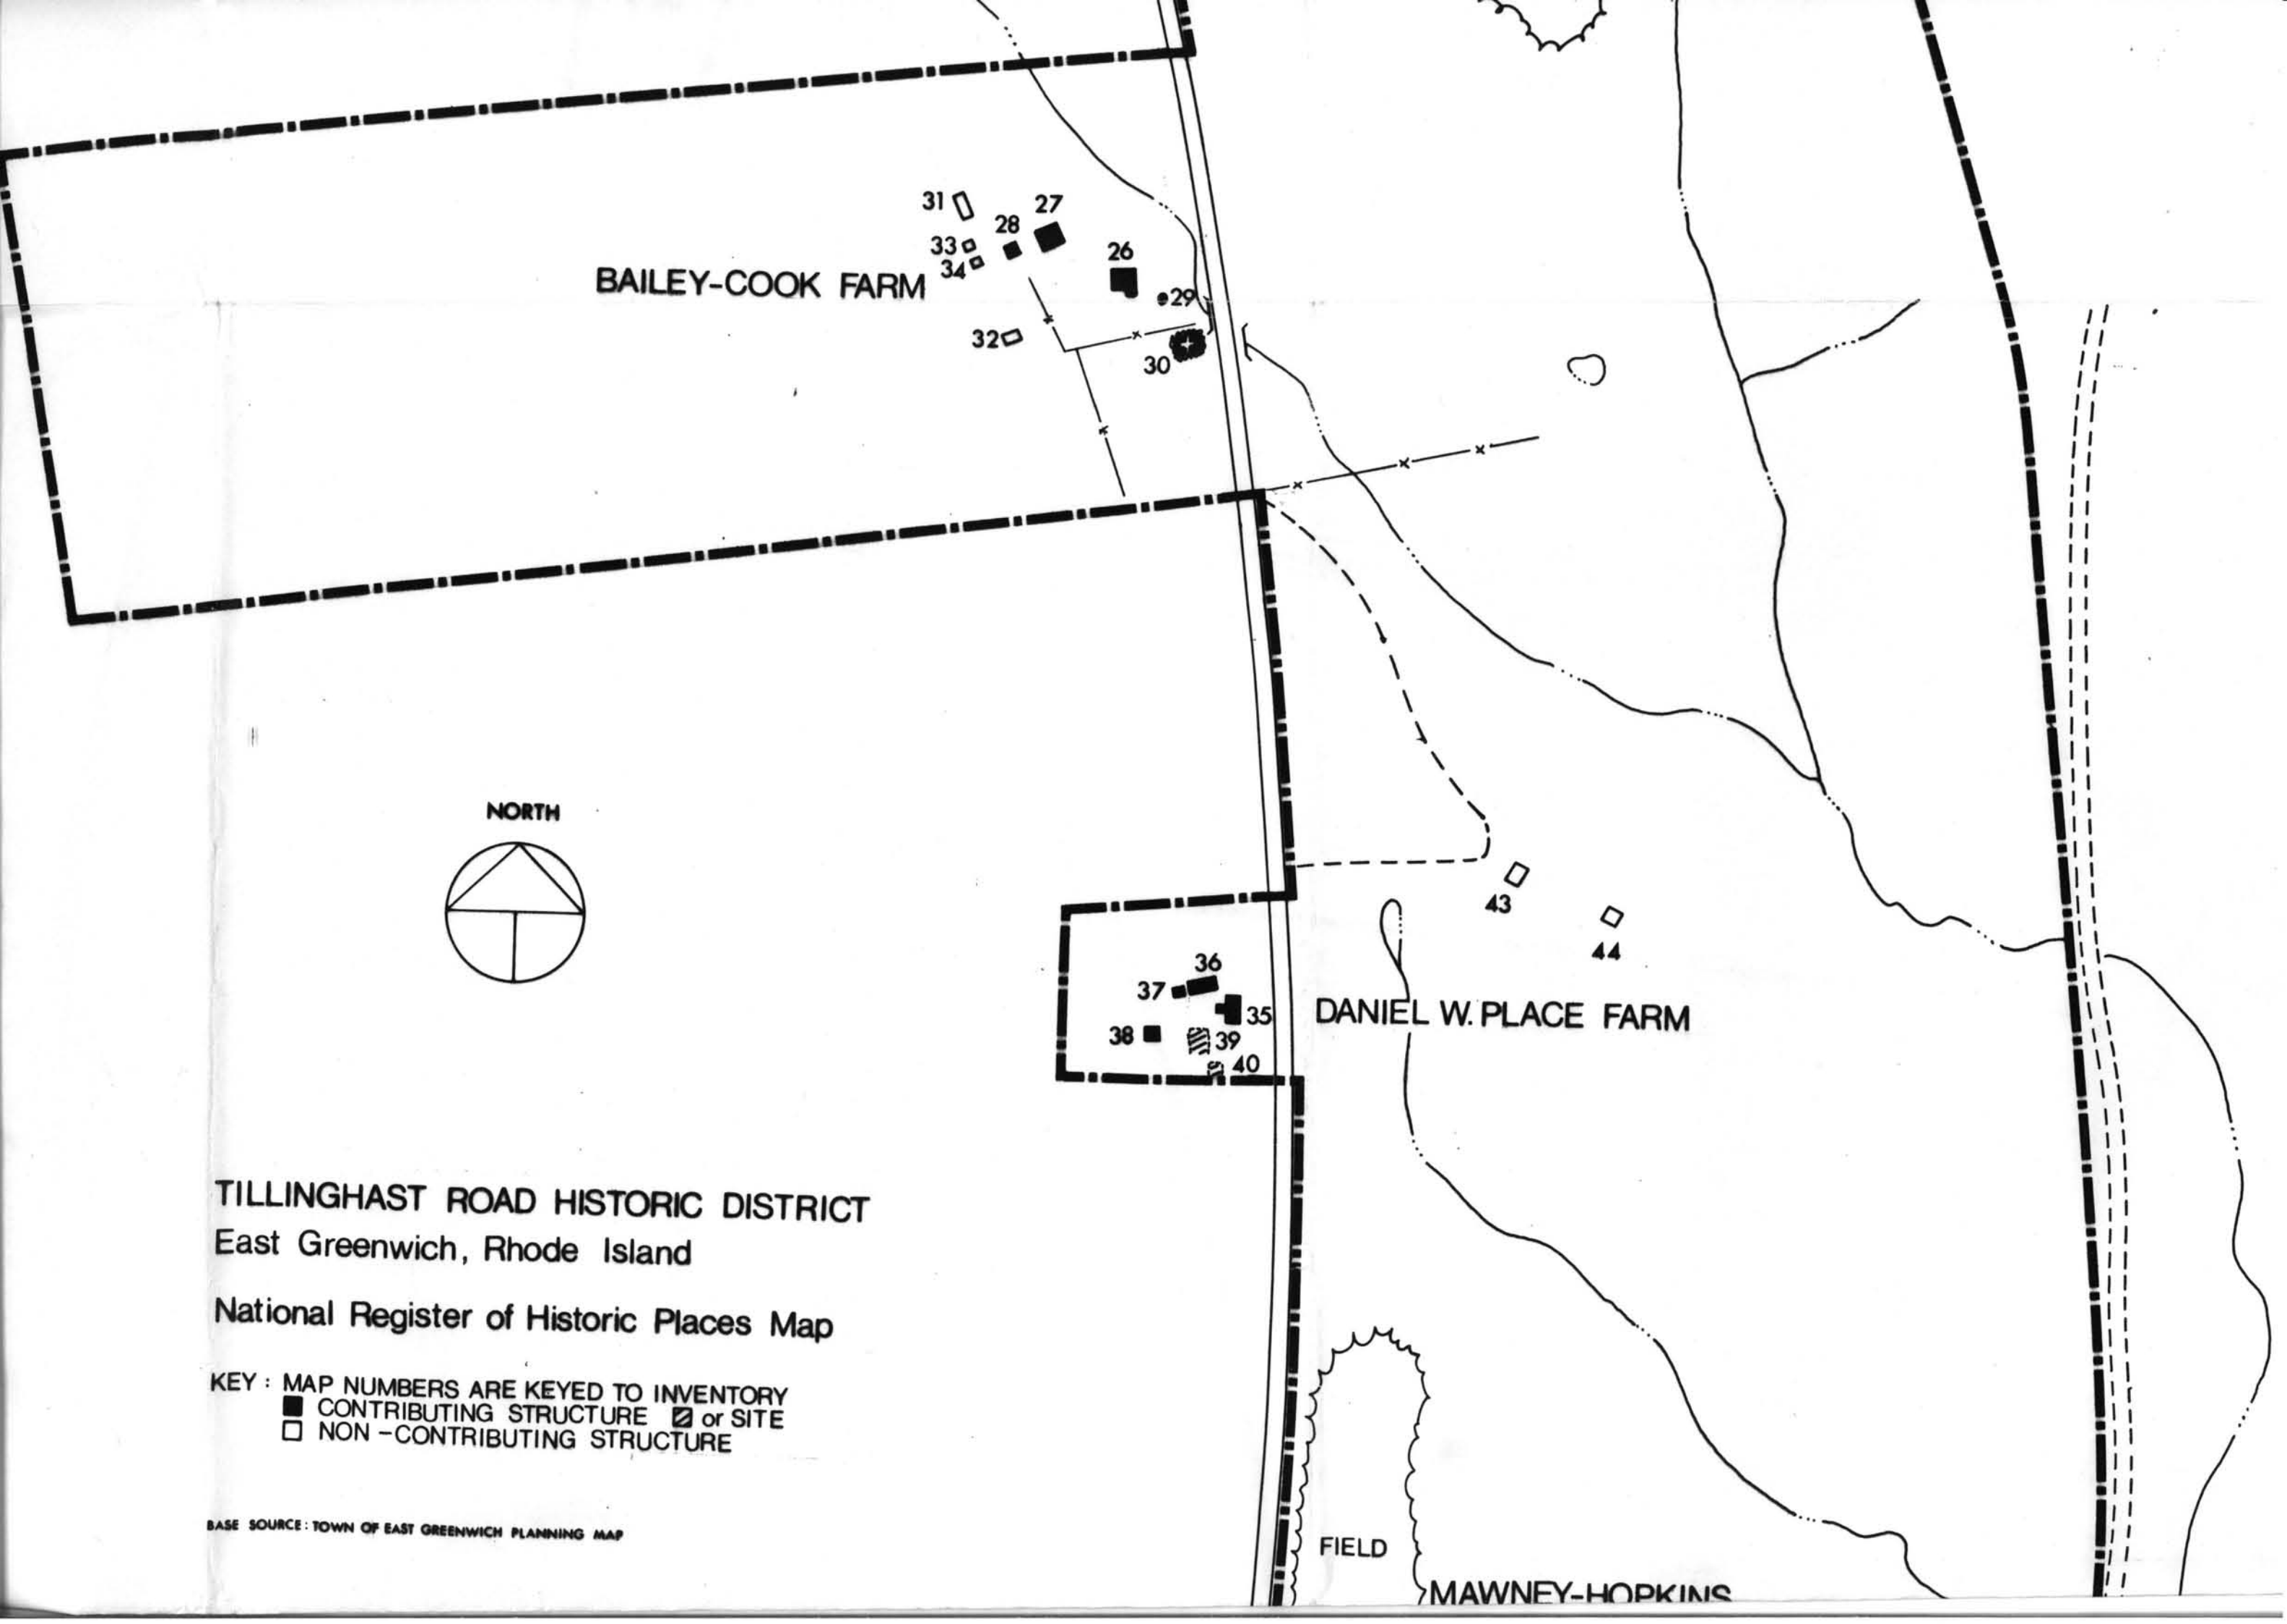 31
27
28
33
26
34
BAILEY-COOK FARM
29
32
30
NORTH
43
44
36
37
35
DANIEL W. PLACE FARM
38
39
40
TILLINGHAST ROAD HISTORIC DISTRICT
East Greenwich, Rhode Island
National Register of Historic Places Map
KEY : MAP NUMBERS ARE KEYED TO INVENTORY
CONTRIBUTING STRUCTURE or SITE
NON-CONTRIBUTING STRUCTURE
BASE SOURCE: TOWN OF EAST GREENWICH PLANNING MAP
FIELD
MAWNEY-HOPKINS